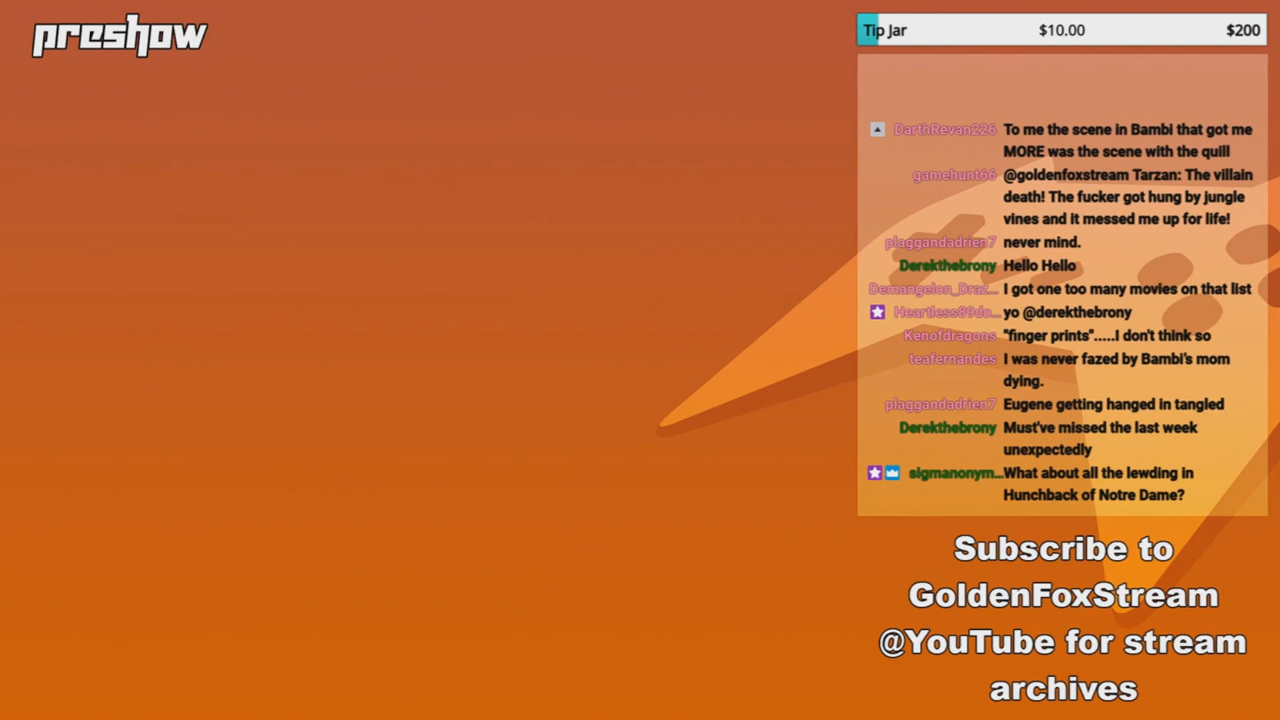 preshow
Tip Jar $10.00 $200
DarthRevan226 To me the scene in Bambi that got me
MORE was the scene with the quill
gamehunt66 @goldenfoxstream Tarzan: The villain
death! The fucker got hung by jungle
vines and it messed me up for life!
plaggandadrien7 never mind.
Derekthebrony Hello Hello
Demangelon_Draz... I got one too many movies on that list
Heartless89do... yo @derekthebrony
Kenofdragons "finger prints".....I don't think so
teafernandes I was never fazed by Bambi's mom
dying.
plaggandadrien7 Eugene getting hanged in tangled
Derekthebrony Must've missed the last week
unexpectedly
sigmanonym... What about all the lewding in
Hunchback of Notre Dame?
Subscribe to
GoldenFoxStream
@YouTube for stream
archives